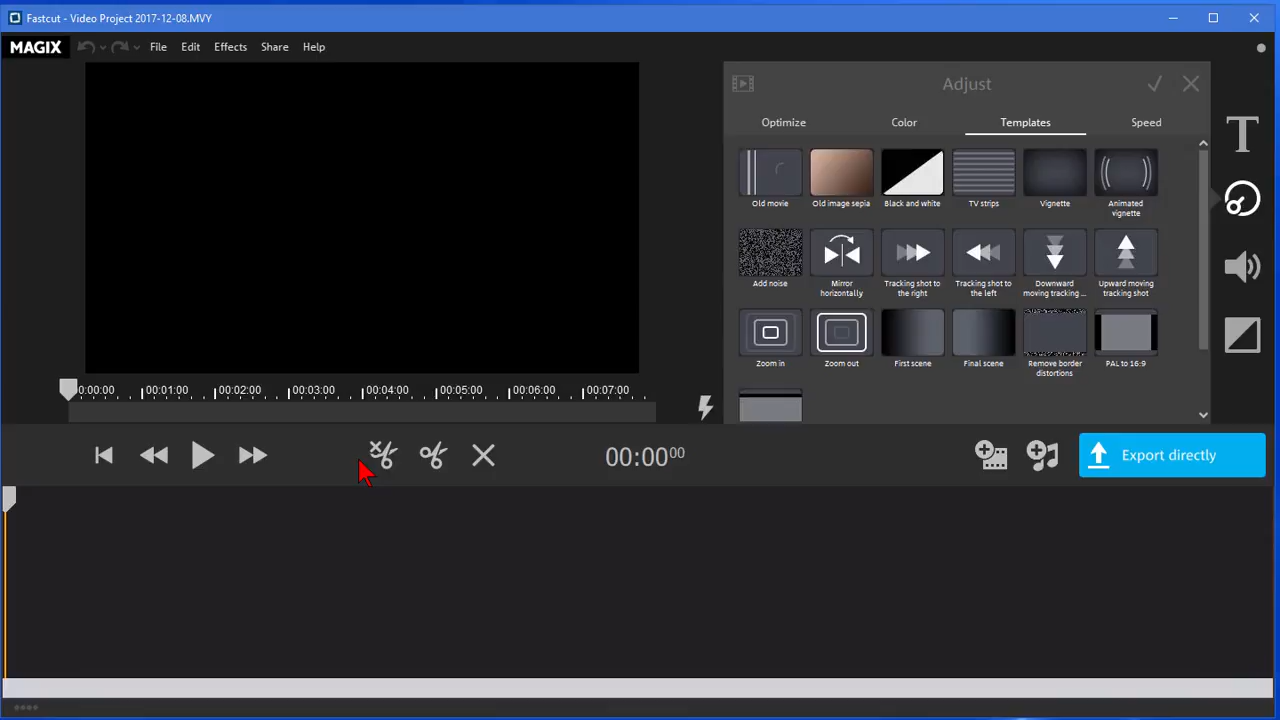 Fastcut - Video Project 2017-12-08.MVY
MAGIX File Edit Effects Share Help
Adjust
Optimize Color Templates Speed
Old movie Old image sepia Black and white TV strips Vignette Animated
vignette
Add noise Mirror Tracking shot to Tracking shot to Downward Upward moving
horizontally the right the left moving tracking ... tracking shot
Zoom in Zoom out First scene Final scene Remove border PAL to 16:9
distortions
0:00:00 00:01:00 00:02:00 00:03:00 00:04:00 00:05:00 00:06:00 00:07:00
00:00:00
Export directly